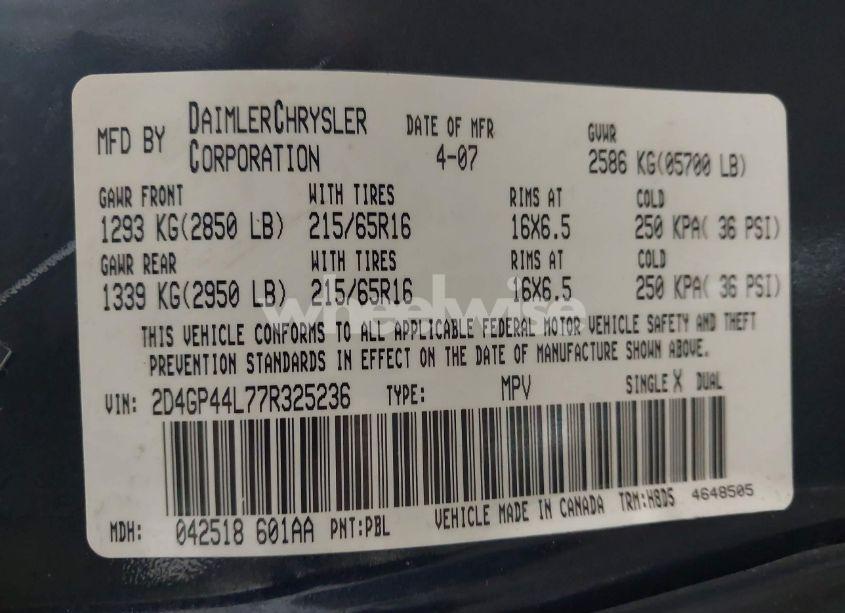 MFD BY DAIMLERCHRYSLER CORPORATION DATE OF MFR 4-07 GVWR 2586 KG(05700 LB)
GAWR FRONT WITH TIRES RIMS AT COLD
1293 KG(2850 LB) 215/65R16 16X6.5 250 KPA( 36 PSI)
GAWR REAR WITH TIRES RIMS AT COLD
1339 KG(2950 LB) 215/65R16 16X6.5 250 KPA( 36 PSI)
wheelwise
THIS VEHICLE CONFORMS TO ALL APPLICABLE FEDERAL MOTOR VEHICLE SAFETY AND THEFT
PREVENTION STANDARDS IN EFFECT ON THE DATE OF MANUFACTURE SHOWN ABOVE.
VIN: 2D4GP44L77R325236 TYPE: MPV SINGLE X DUAL
MDH: 042518 601AA PNT:PBL VEHICLE MADE IN CANADA TRM:H8D5 4648505